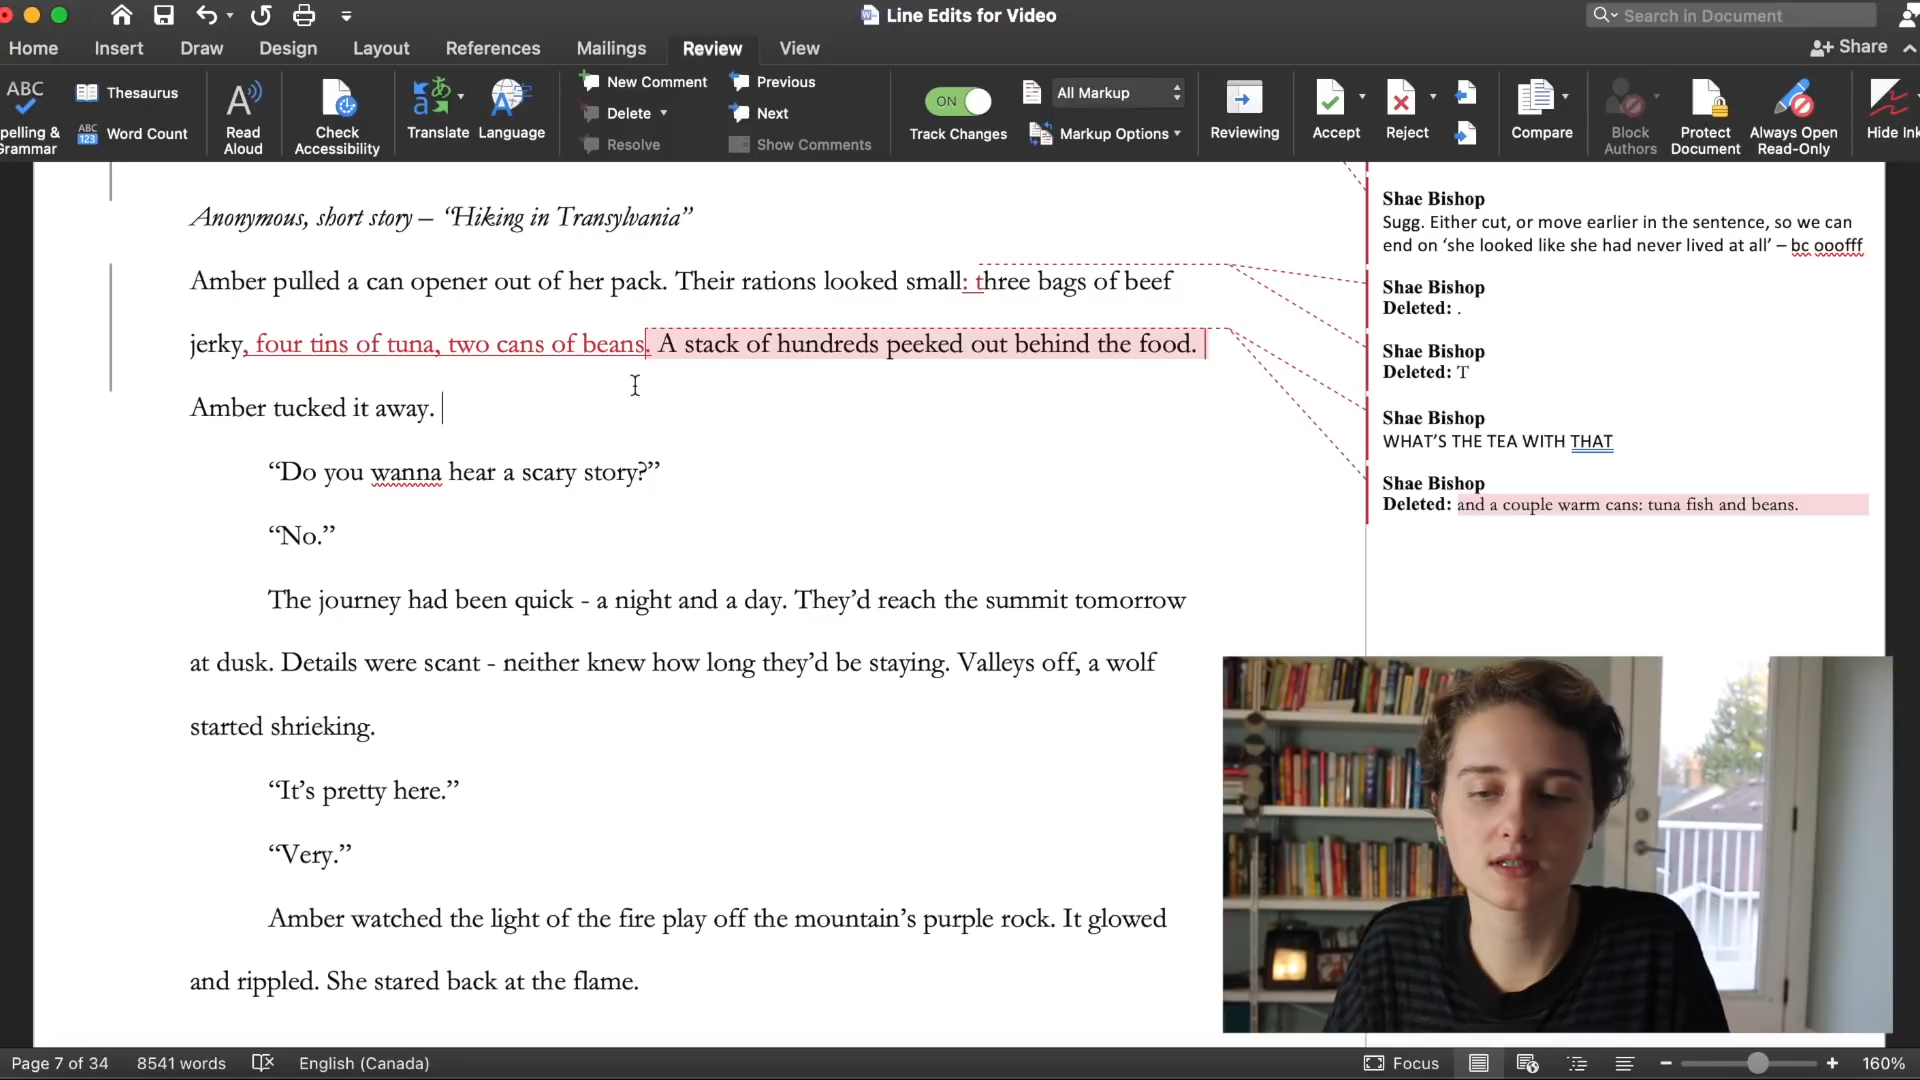 Line Edits for Video
Search in Document
Home Insert Draw Design Layout References Mailings Review View Share
ABC Thesaurus New Comment Previous ON All Markup
pelling & Grammar ABC 123 Word Count Read Aloud Check Accessibility Translate Language Delete Next Track Changes Markup Options Reviewing Accept Reject Compare Block Authors Protect Document Always Open Read-Only Hide Ink
Resolve Show Comments
Anonymous, short story – “Hiking in Transylvania”
Amber pulled a can opener out of her pack. Their rations looked small: three bags of beef
jerky, four tins of tuna, two cans of beans. A stack of hundreds peeked out behind the food.
Amber tucked it away.
“Do you wanna hear a scary story?”
“No.”
The journey had been quick - a night and a day. They’d reach the summit tomorrow
at dusk. Details were scant - neither knew how long they’d be staying. Valleys off, a wolf
started shrieking.
“It’s pretty here.”
“Very.”
Amber watched the light of the fire play off the mountain’s purple rock. It glowed
and rippled. She stared back at the flame.
Shae Bishop
Sugg. Either cut, or move earlier in the sentence, so we can
end on ‘she looked like she had never lived at all’ – bc ooofff
Shae Bishop
Deleted: .
Shae Bishop
Deleted: T
Shae Bishop
WHAT’S THE TEA WITH THAT
Shae Bishop
Deleted: and a couple warm cans: tuna fish and beans.
Page 7 of 34 8541 words English (Canada) Focus 160%